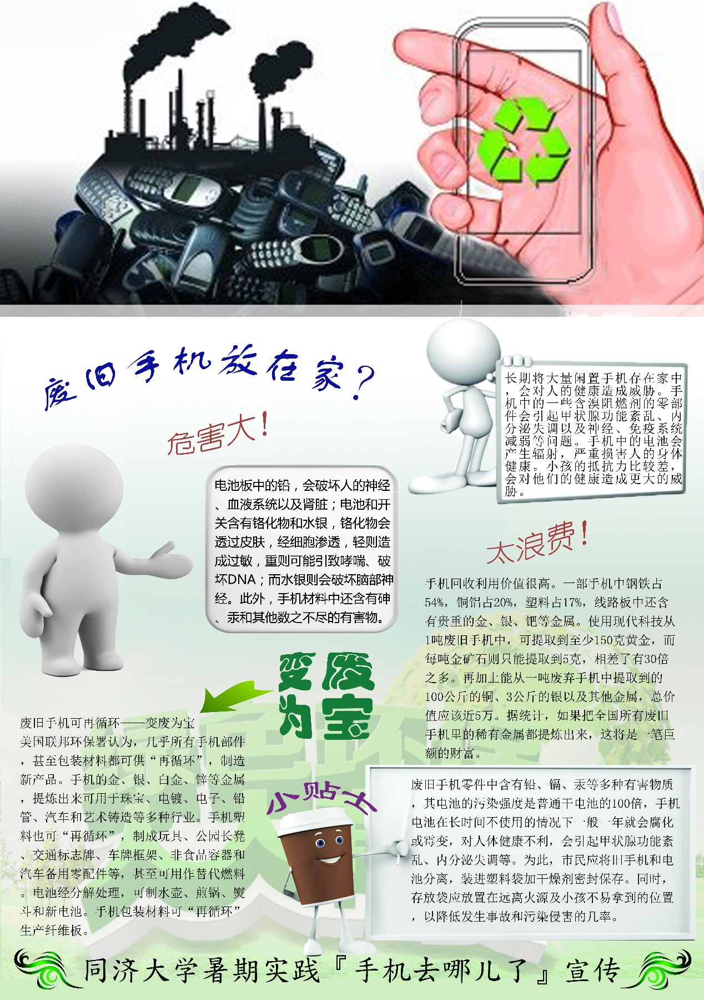 废旧手机放在家?
危害大!
长期将大量闲置手机存在家中
，会对人的健康造成威胁。手
机中的一些含溴阻燃剂的零部
件会引起甲状腺功能紊乱、内
分泌失调以及神经、免疫系统
减弱等问题。手机中的电池会
产生辐射，严重损害人的身体
健康。小孩的抵抗力比较差，
会对他们的健康造成更大的威
胁。
电池板中的铅，会破坏人的神经
、血液系统以及肾脏；电池和开
关含有铬化物和水银，铬化物会
透过皮肤，经细胞渗透，轻则造
成过敏，重则可能引致哮喘、破
坏DNA；而水银则会破坏脑部神
经。此外，手机材料中还含有砷
、汞和其他数之不尽的有害物。
太浪费!
手机回收利用价值很高。一部手机中钢铁占
54%，铜铝占20%，塑料占17%，线路板中还含
有贵重的金、银、钯等金属。使用现代科技从
1吨废旧手机中，可提取到至少150克黄金，而
每吨金矿石则只能提取到5克，相差了有30倍
之多。再加上能从一吨废弃手机中提取到的
100公斤的铜、3公斤的银以及其他金属，总价
值应该近5万。据统计，如果把全国所有废旧
手机里的稀有金属都提炼出来，这将是一笔巨
额的财富。
变废
为宝
废旧手机可再循环——变废为宝
美国联邦环保署认为，几乎所有手机部件
，甚至包装材料都可供“再循环”，制造
新产品。手机的金、银、白金、锌等金属
，提炼出来可用于珠宝、电镀、电子、铅
管、汽车和艺术铸造等多种行业。手机塑
料也可“再循环”，制成玩具、公园长凳
、交通标志牌、车牌框架、非食品容器和
汽车备用零配件等，甚至可用作替代燃料
。电池经分解处理，可制水壶、煎锅、熨
斗和新电池。手机包装材料可“再循环”
生产纤维板。
小贴士
废旧手机零件中含有铅、镉、汞等多种有害物质
，其电池的污染强度是普通干电池的100倍，手机
电池在长时间不使用的情况下一般一年就会腐化
或霉变，对人体健康不利，会引起甲状腺功能紊
乱、内分泌失调等。为此，市民应将旧手机和电
池分离，装进塑料袋加干燥剂密封保存。同时，
存放袋应放置在远离火源及小孩不易拿到的位置
，以降低发生事故和污染侵害的几率。
同济大学暑期实践『手机去哪儿了』宣传